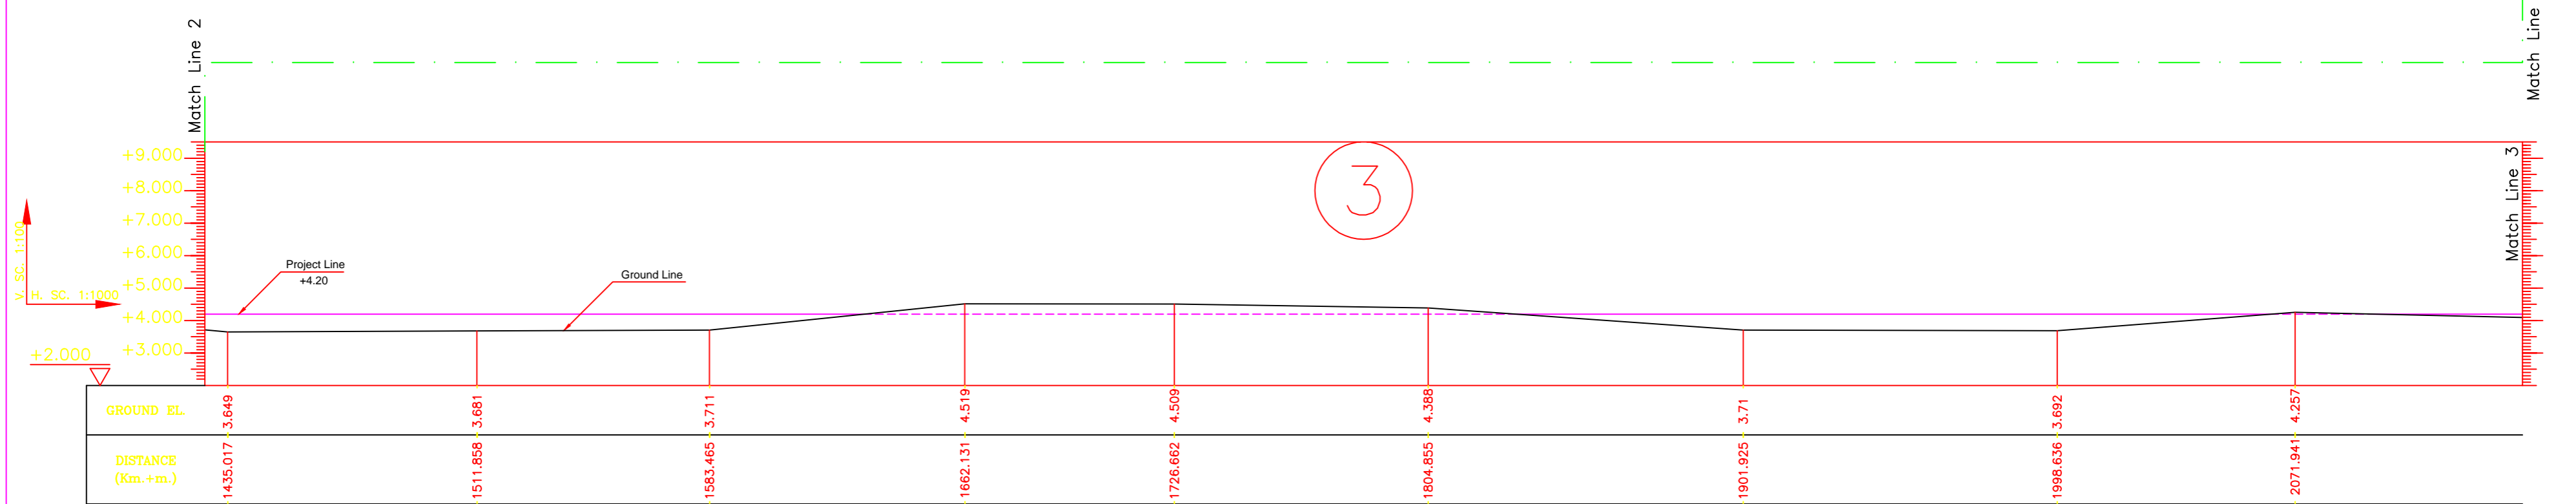 Match Line 2
Match Line
+9.000
+8.000
+7.000
+6.000
+5.000
+4.000
+3.000
+2.000
V. SC. 1:100
H. SC. 1:1000
Project Line
+4.20
Ground Line
3
Match Line 3
GROUND EL.
3.649
3.681
3.711
4.519
4.509
4.388
3.71
3.692
4.257
DISTANCE
(Km.+m.)
1435.017
1511.858
1583.465
1662.131
1726.662
1804.855
1901.925
1998.636
2071.941